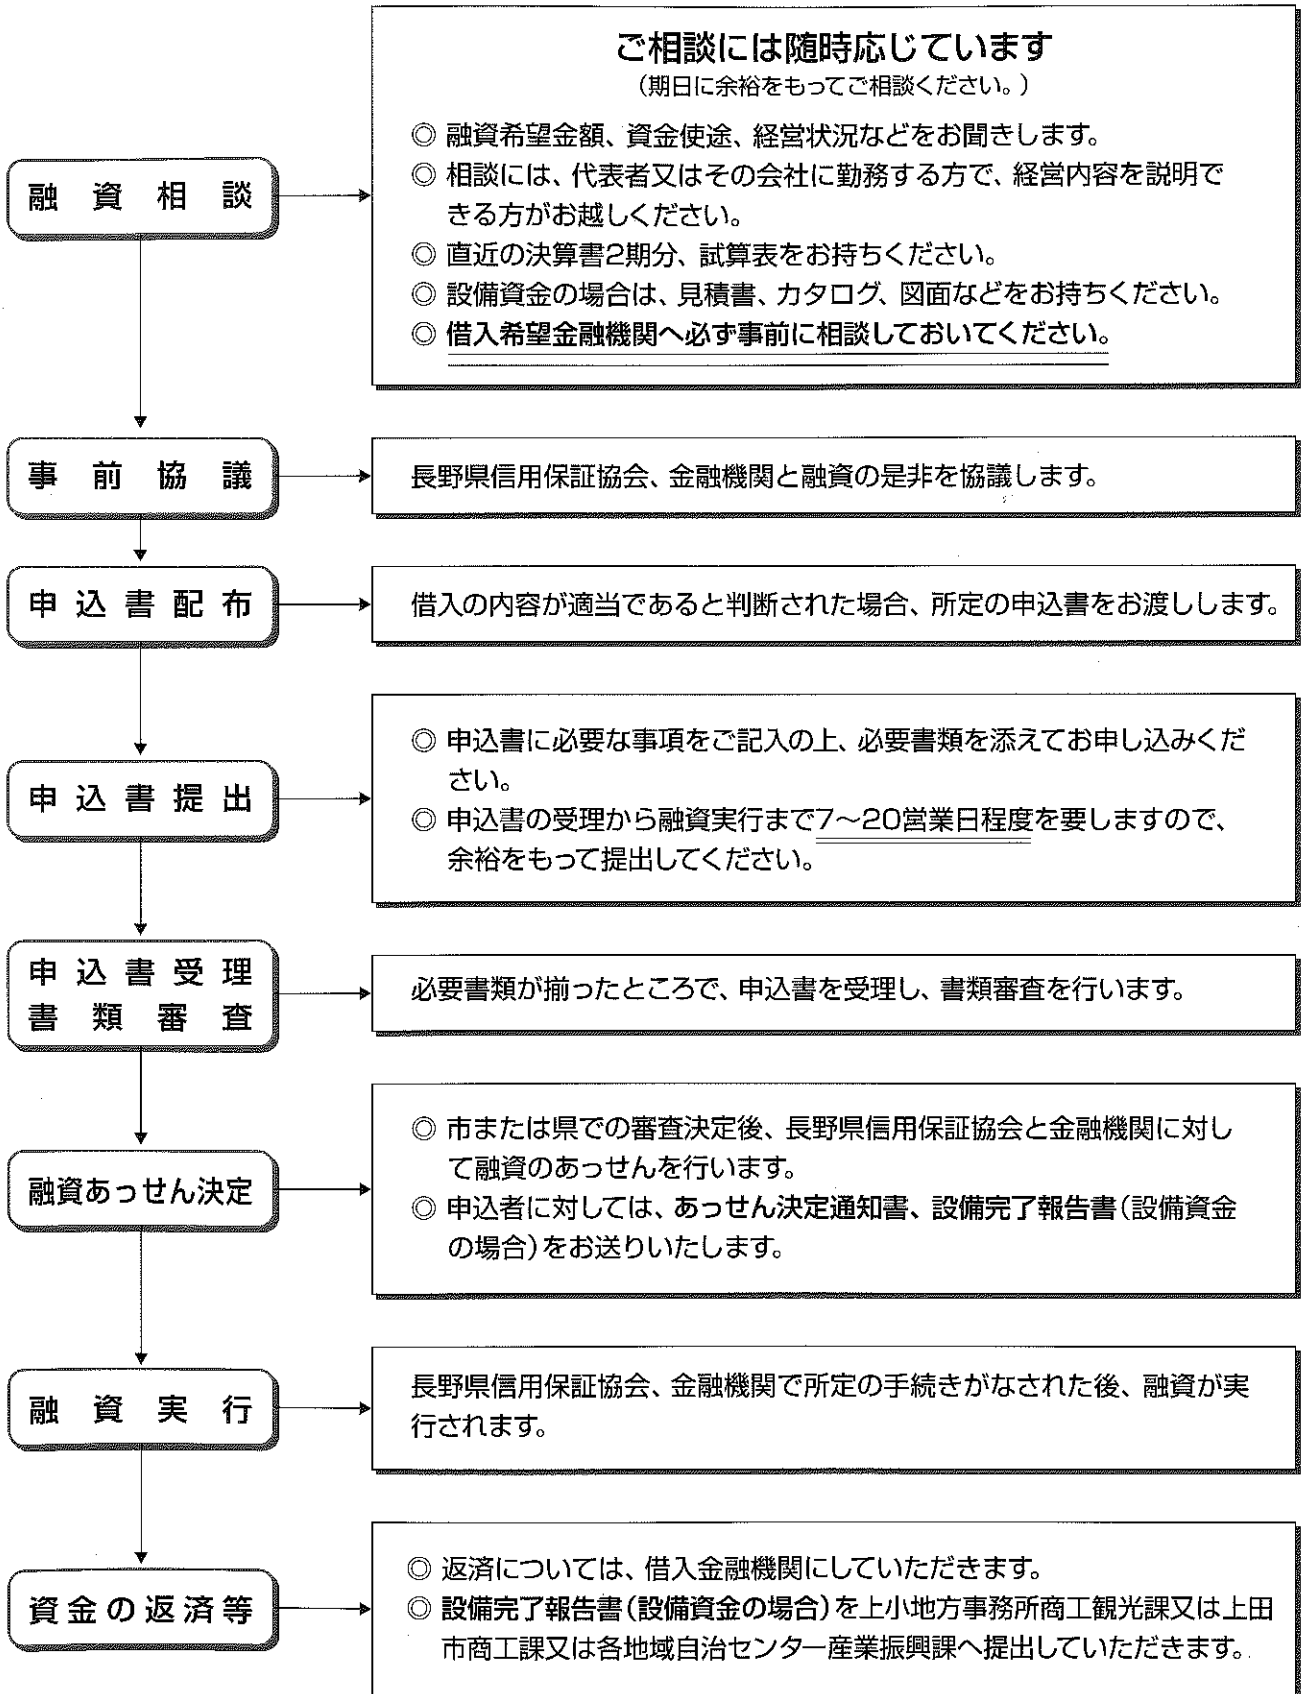 ご相談には随時応じています
（期日に余裕をもってご相談ください。）
融資相談
◎ 融資希望金額、資金使途、経営状況などをお聞きします。
◎ 相談には、代表者又はその会社に勤務する方で、経営内容を説明で
きる方がお越しください。
◎ 直近の決算書2期分、試算表をお持ちください。
◎ 設備資金の場合は、見積書、カタログ、図面などをお持ちください。
◎ 借入希望金融機関へ必ず事前に相談しておいてください。
事前協議
長野県信用保証協会、金融機関と融資の是非を協議します。
申込書配布
借入の内容が適当であると判断された場合、所定の申込書をお渡しします。
申込書提出
◎ 申込書に必要な事項をご記入の上、必要書類を添えてお申し込みくだ
さい。
◎ 申込書の受理から融資実行まで7〜20営業日程度を要しますので、
余裕をもって提出してください。
申込書受理
書類審査
必要書類が揃ったところで、申込書を受理し、書類審査を行います。
融資あっせん決定
◎ 市または県での審査決定後、長野県信用保証協会と金融機関に対し
て融資のあっせんを行います。
◎ 申込者に対しては、あっせん決定通知書、設備完了報告書（設備資金
の場合）をお送りいたします。
融資実行
長野県信用保証協会、金融機関で所定の手続きがなされた後、融資が実
行されます。
資金の返済等
◎ 返済については、借入金融機関にしていただきます。
◎ 設備完了報告書（設備資金の場合）を上小地方事務所商工観光課又は上田
市商工課又は各地域自治センター産業振興課へ提出していただきます。